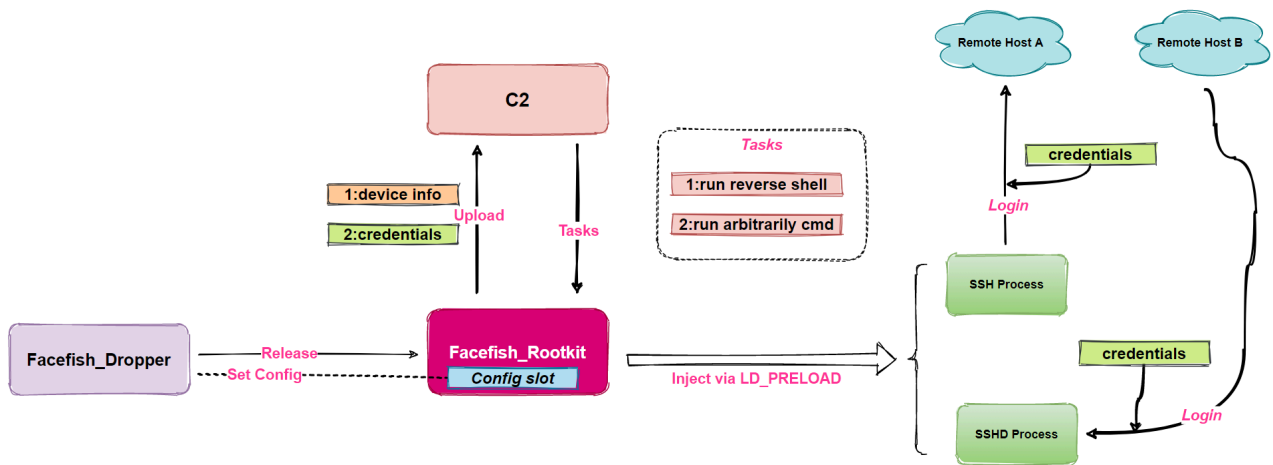 Remote Host A
Remote Host B
C2
Tasks
1:run reverse shell
2:run arbitrarily cmd
credentials
1:device info
2:credentials
Upload
Tasks
Login
SSH Process
Facefish_Dropper
Release
Set Config
Facefish_Rootkit
Config slot
Inject via LD_PRELOAD
credentials
Login
SSHD Process